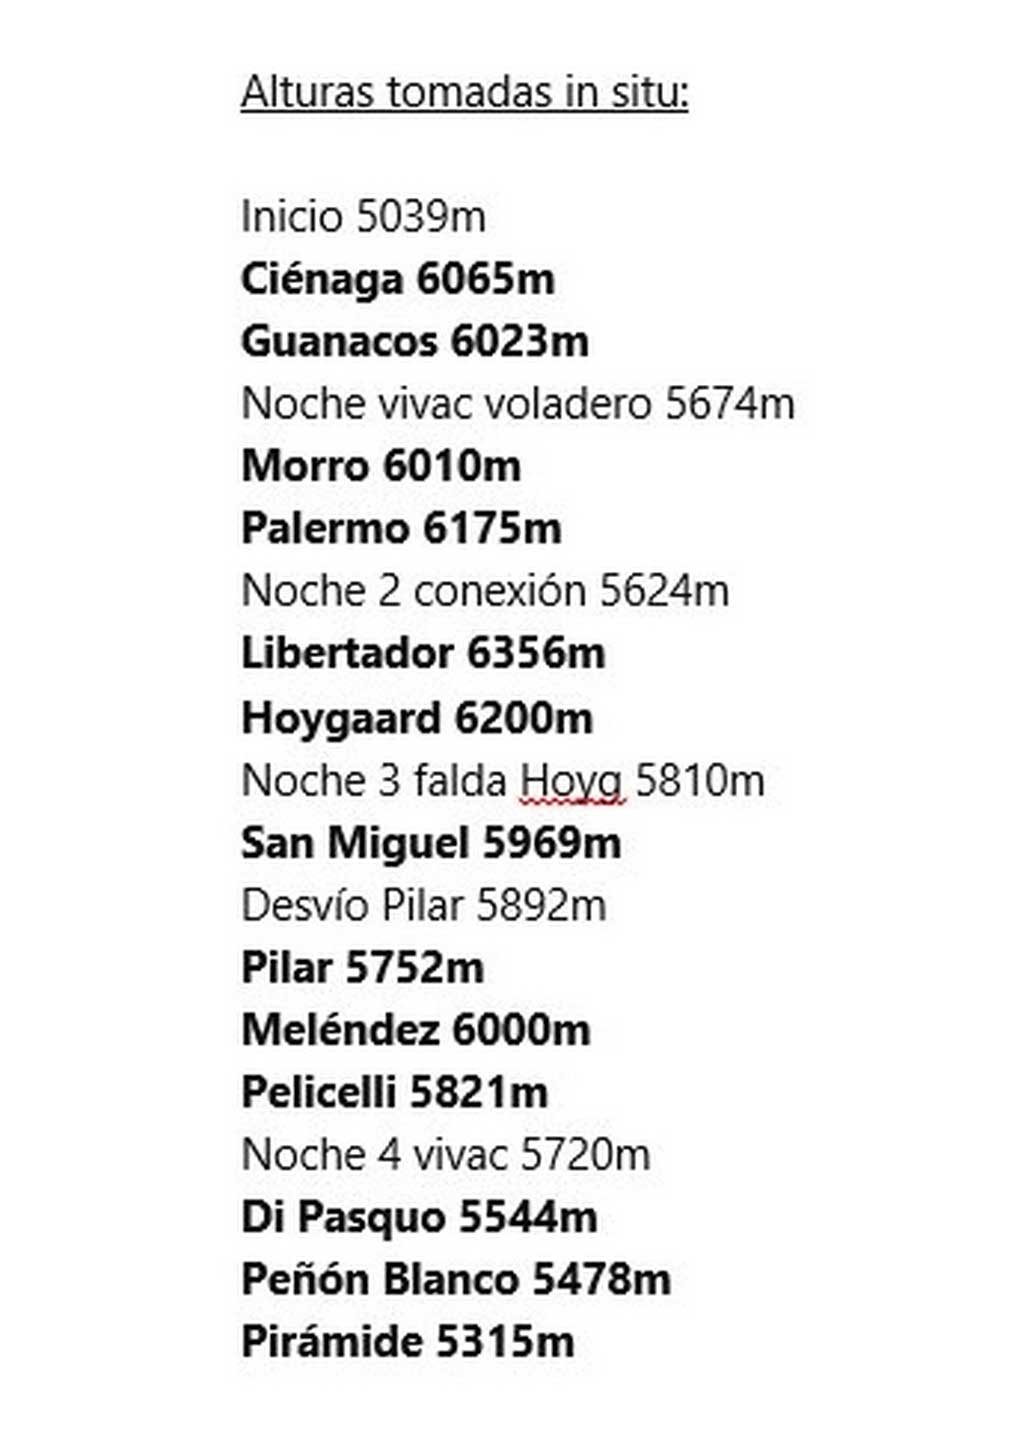 Alturas tomadas in situ:
Inicio 5039m
Ciénaga 6065m
Guanacos 6023m
Noche vivac voladero 5674m
Morro 6010m
Palermo 6175m
Noche 2 conexión 5624m
Libertador 6356m
Hoygaard 6200m
Noche 3 falda Hoyg 5810m
San Miguel 5969m
Desvío Pilar 5892m
Pilar 5752m
Meléndez 6000m
Pelicelli 5821m
Noche 4 vivac 5720m
Di Pasquo 5544m
Peñón Blanco 5478m
Pirámide 5315m